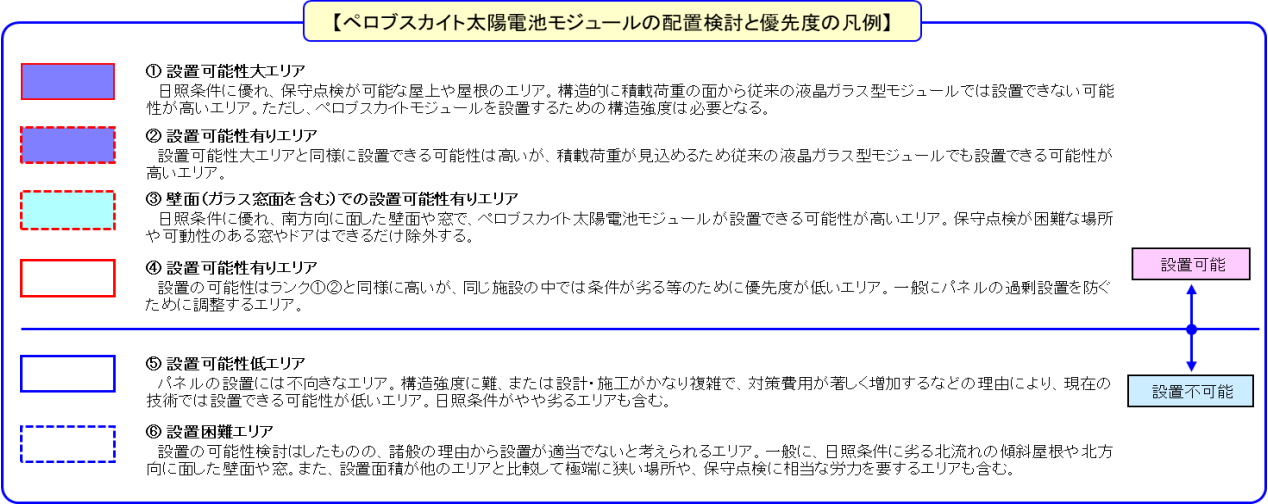 【ペロブスカイト太陽電池モジュールの配置検討と優先度の凡例】
① 設置可能性大エリア
日照条件に優れ、保守点検が可能な屋上や屋根のエリア。構造的に積載荷重の面から従来の液晶ガラス型モジュールでは設置できない可能
性が高いエリア。ただし、ペロブスカイトモジュールを設置するための構造強度は必要となる。
② 設置可能性有りエリア
設置可能性大エリアと同様に設置できる可能性は高いが、積載荷重が見込めるため従来の液晶ガラス型モジュールでも設置できる可能性が
高いエリア。
③ 壁面（ガラス窓面を含む）での設置可能性有りエリア
日照条件に優れ、南方向に面した壁面や窓で、ペロブスカイト太陽電池モジュールが設置できる可能性が高いエリア。保守点検が困難な場所
や可動性のある窓やドアはできるだけ除外する。
④ 設置可能性有りエリア
設置の可能性はランク①②と同様に高いが、同じ施設の中では条件が劣る等のために優先度が低いエリア。一般にパネルの過剰設置を防ぐ
ために調整するエリア。
設置可能
⑤ 設置可能性低エリア
パネルの設置には不向きなエリア。構造強度に難、または設計・施工がかなり複雑で、対策費用が著しく増加するなどの理由により、現在の
技術では設置できる可能性が低いエリア。日照条件がやや劣るエリアも含む。
設置不可能
⑥ 設置困難エリア
設置の可能性検討はしたものの、諸般の理由から設置が適当でないと考えられるエリア。一般に、日照条件に劣る北流れの傾斜屋根や北方
向に面した壁面や窓。また、設置面積が他のエリアと比較して極端に狭い場所や、保守点検に相当な労力を要するエリアも含む。